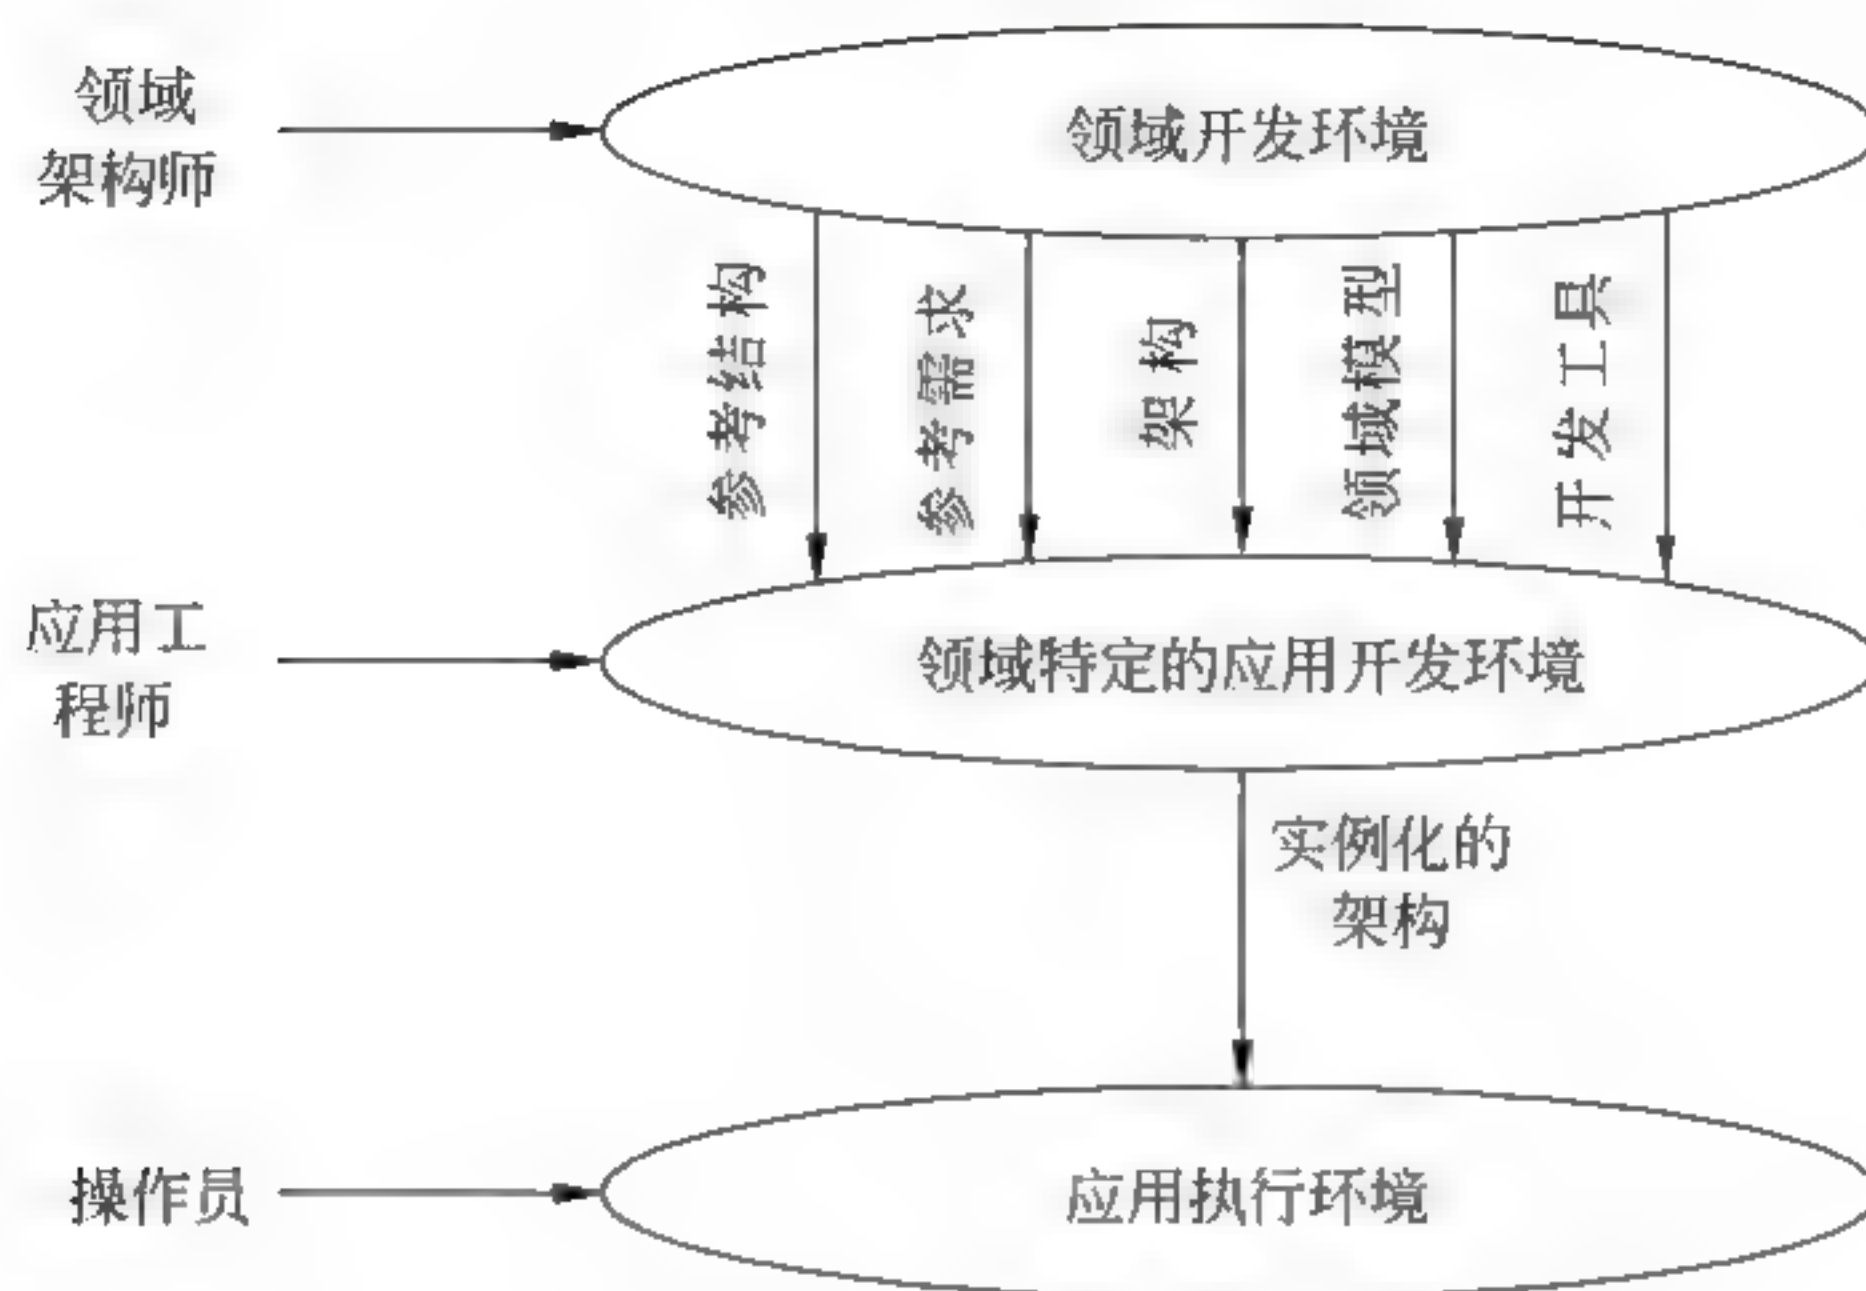 领域
架构师
领域开发环境
参考结构
参考需求
架构
领域模型
开发工具
应用工
程师
领域特定的应用开发环境
实例化的
架构
操作员
应用执行环境